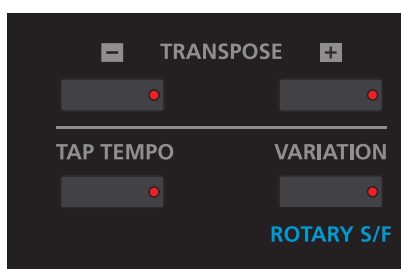 - TRANSPOSE +
TAP TEMPO VARIATION
ROTARY S/F